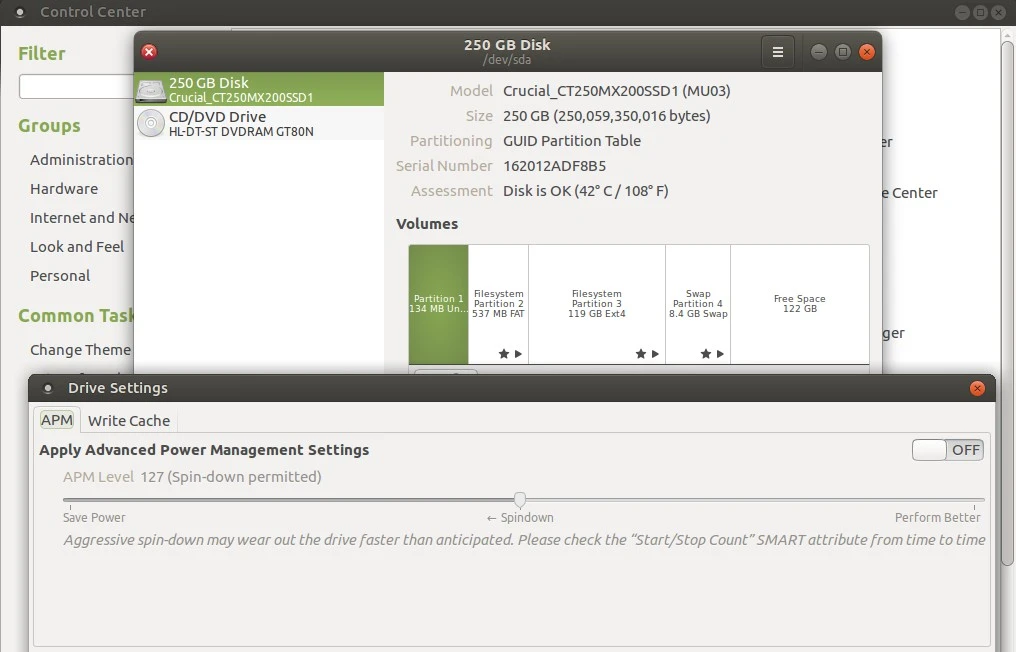 Control Center
Filter
Groups
Administration
Hardware
Internet and Ne
Look and Feel
Personal
Common Task
Change Theme
er
e Center
ger
250 GB Disk
/dev/sda
250 GB Disk
Crucial_CT250MX200SSD1
CD/DVD Drive
HL-DT-ST DVDRAM GT80N
Model Crucial_CT250MX200SSD1 (MU03)
Size 250 GB (250,059,350,016 bytes)
Partitioning GUID Partition Table
Serial Number 162012ADF8B5
Assessment Disk is OK (42° C / 108° F)
Volumes
Partition 1
134 MB Un...
Filesystem
Partition 2
537 MB FAT
Filesystem
Partition 3
119 GB Ext4
Swap
Partition 4
8.4 GB Swap
Free Space
122 GB
Drive Settings
APM Write Cache
Apply Advanced Power Management Settings OFF
APM Level 127 (Spin-down permitted)
Save Power ← Spindown Perform Better
Aggressive spin-down may wear out the drive faster than anticipated. Please check the “Start/Stop Count” SMART attribute from time to time